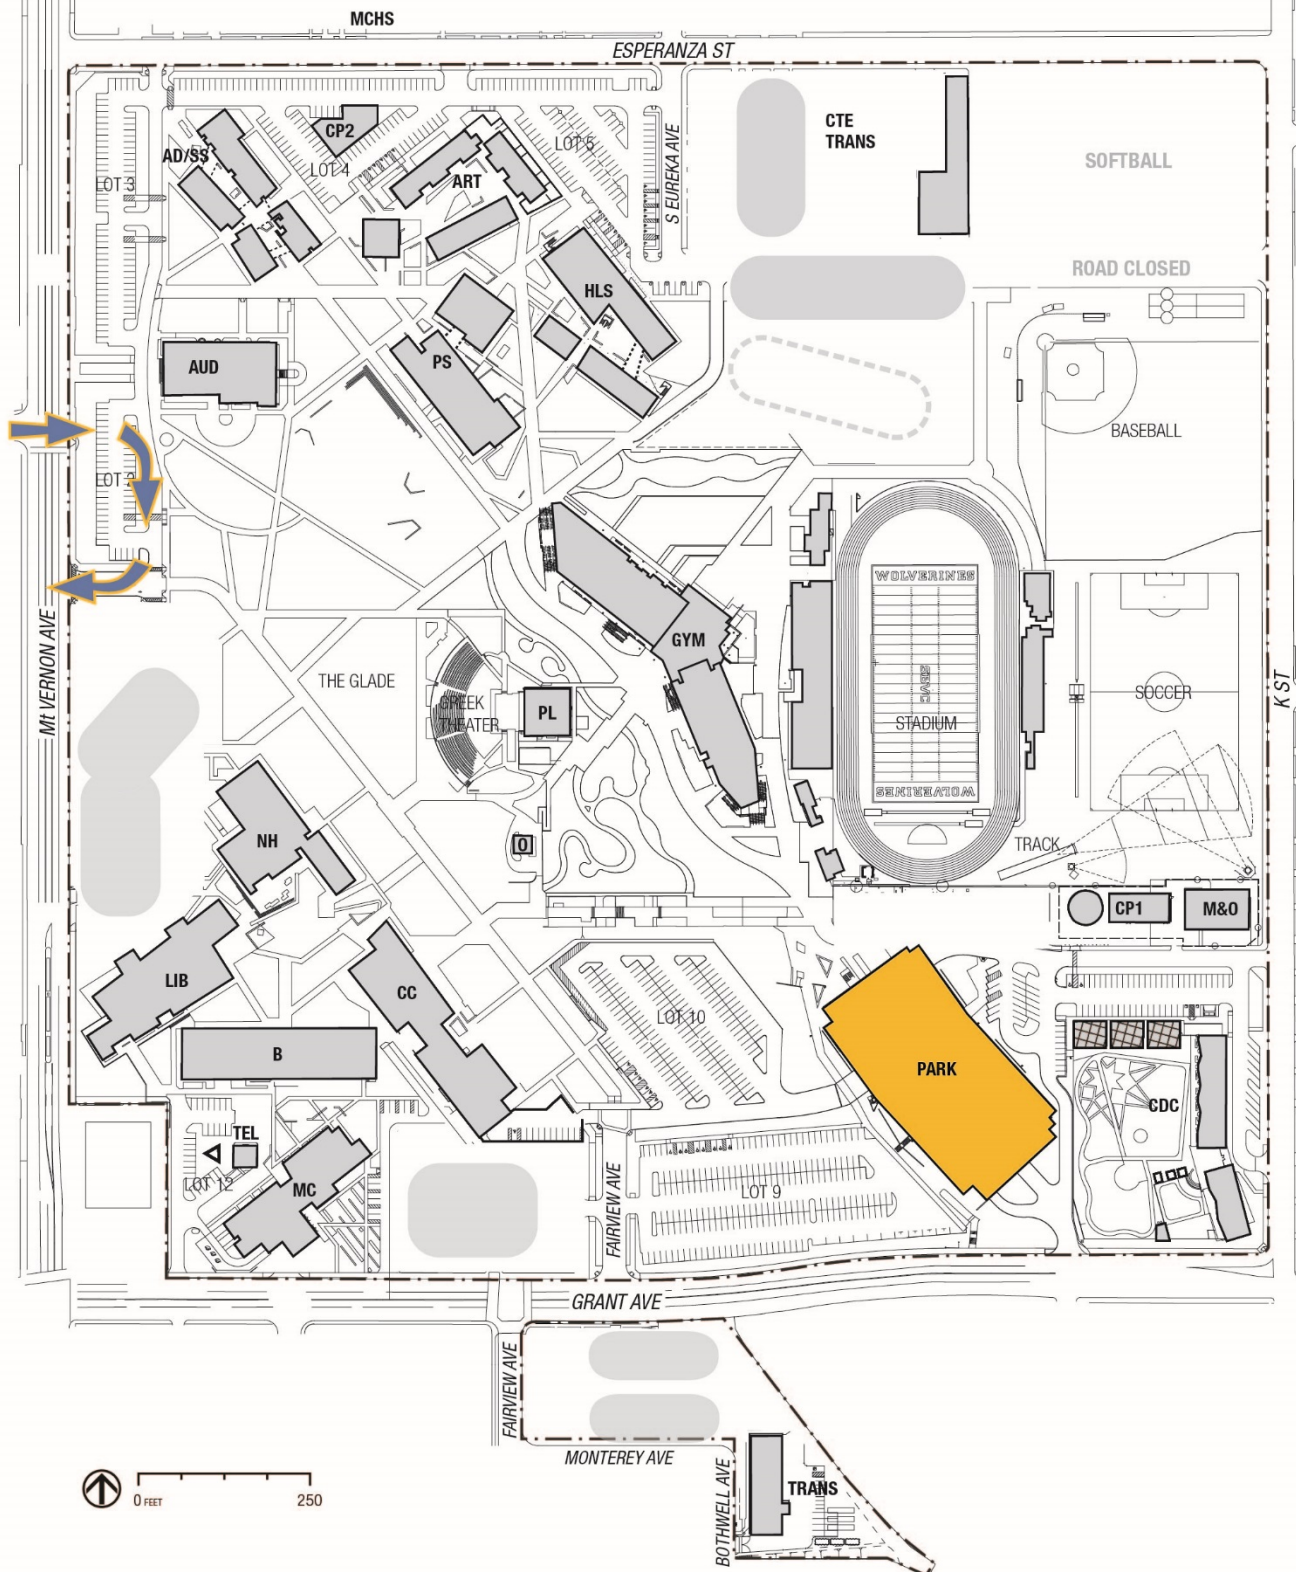 MCHS
ESPERANZA ST
CP2
CTE
TRANS
AD/SS
LOT 4
LOT 5
ART
LOT 3
S EUREKA AVE
SOFTBALL
ROAD CLOSED
HLS
AUD
PS
BASEBALL
LOT 2
WOLVERINES
GYM
Mt VERNON AVE
THE GLADE
GREEK
THEATER
PL
SBVC
STADIUM
SOCCER
K ST
WOLVERINES
NH
O
TRACK
CP1
M&O
LIB
CC
LOT 10
B
PARK
CDC
TEL
LOT 12
MC
FAIRVIEW AVE
LOT 9
GRANT AVE
FAIRVIEW AVE
MONTEREY AVE
BOTHWELL AVE
TRANS
0 FEET
250